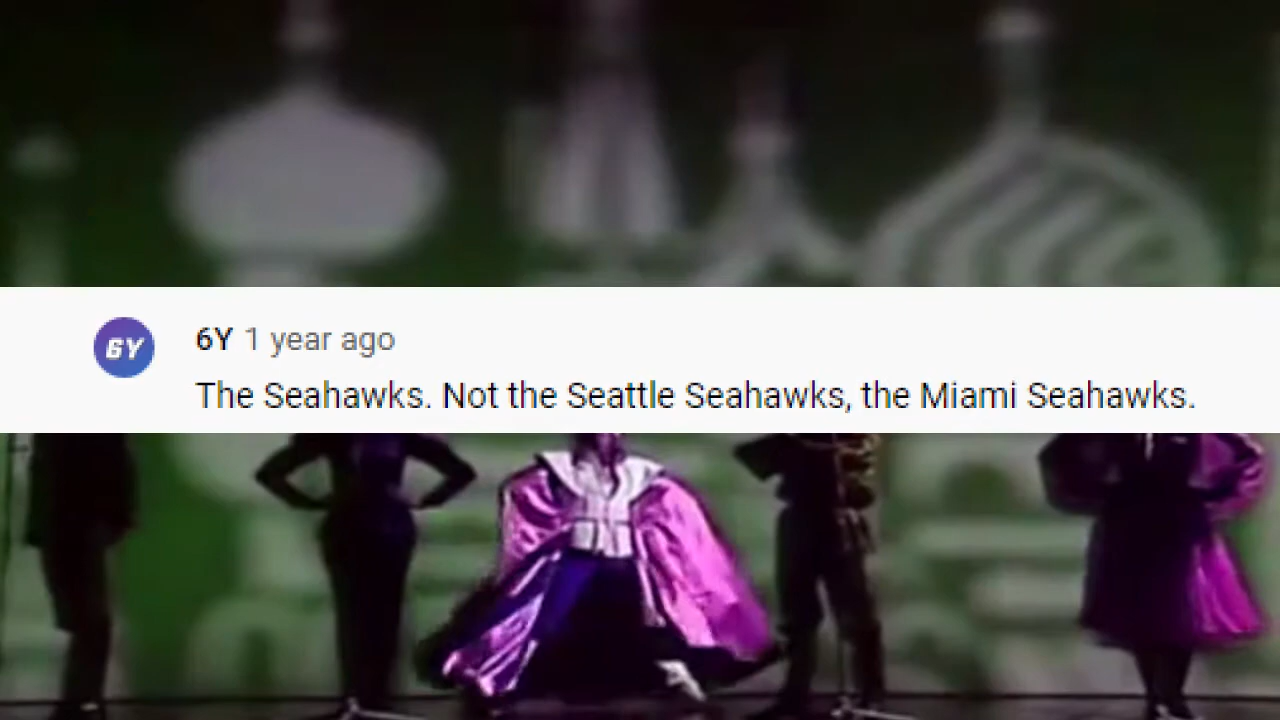 6Y
6Y 1 year ago
The Seahawks. Not the Seattle Seahawks, the Miami Seahawks.